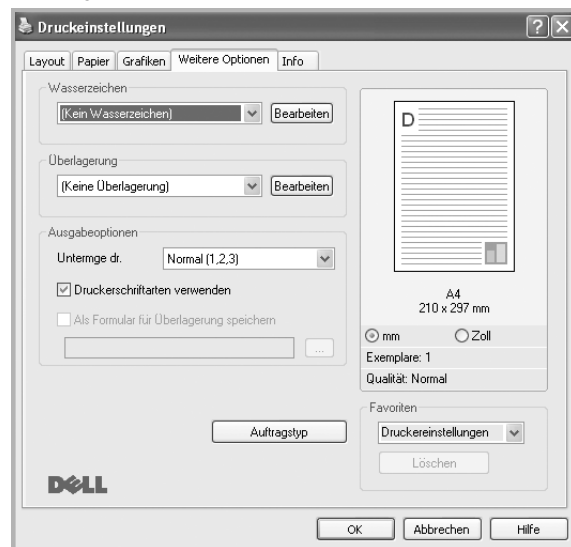 Druckeinstellungen
Layout Papier Grafiken Weitere Optionen Info
Wasserzeichen
(Kein Wasserzeichen) Bearbeiten
Überlagerung
(Keine Überlagerung) Bearbeiten
Ausgabeoptionen
Untermge dr. Normal (1,2,3)
Druckerschriftarten verwenden
Als Formular für Überlagerung speichern
...
Auftragstyp
DELL
D
A4
210 x 297 mm
mm Zoll
Exemplare: 1
Qualität: Normal
Favoriten
Druckereinstellungen
Löschen
OK Abbrechen Hilfe